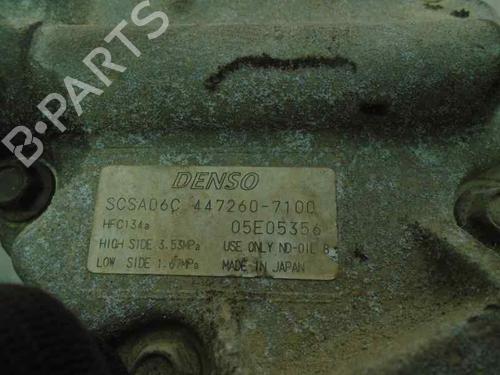 B-PARTS
DENSO
SCSA06C 447260-7100
HFC134a 05E05356
HIGH SIDE 3.53MPa USE ONLY ND-OIL 8
LOW SIDE 1.67MPa MADE IN JAPAN